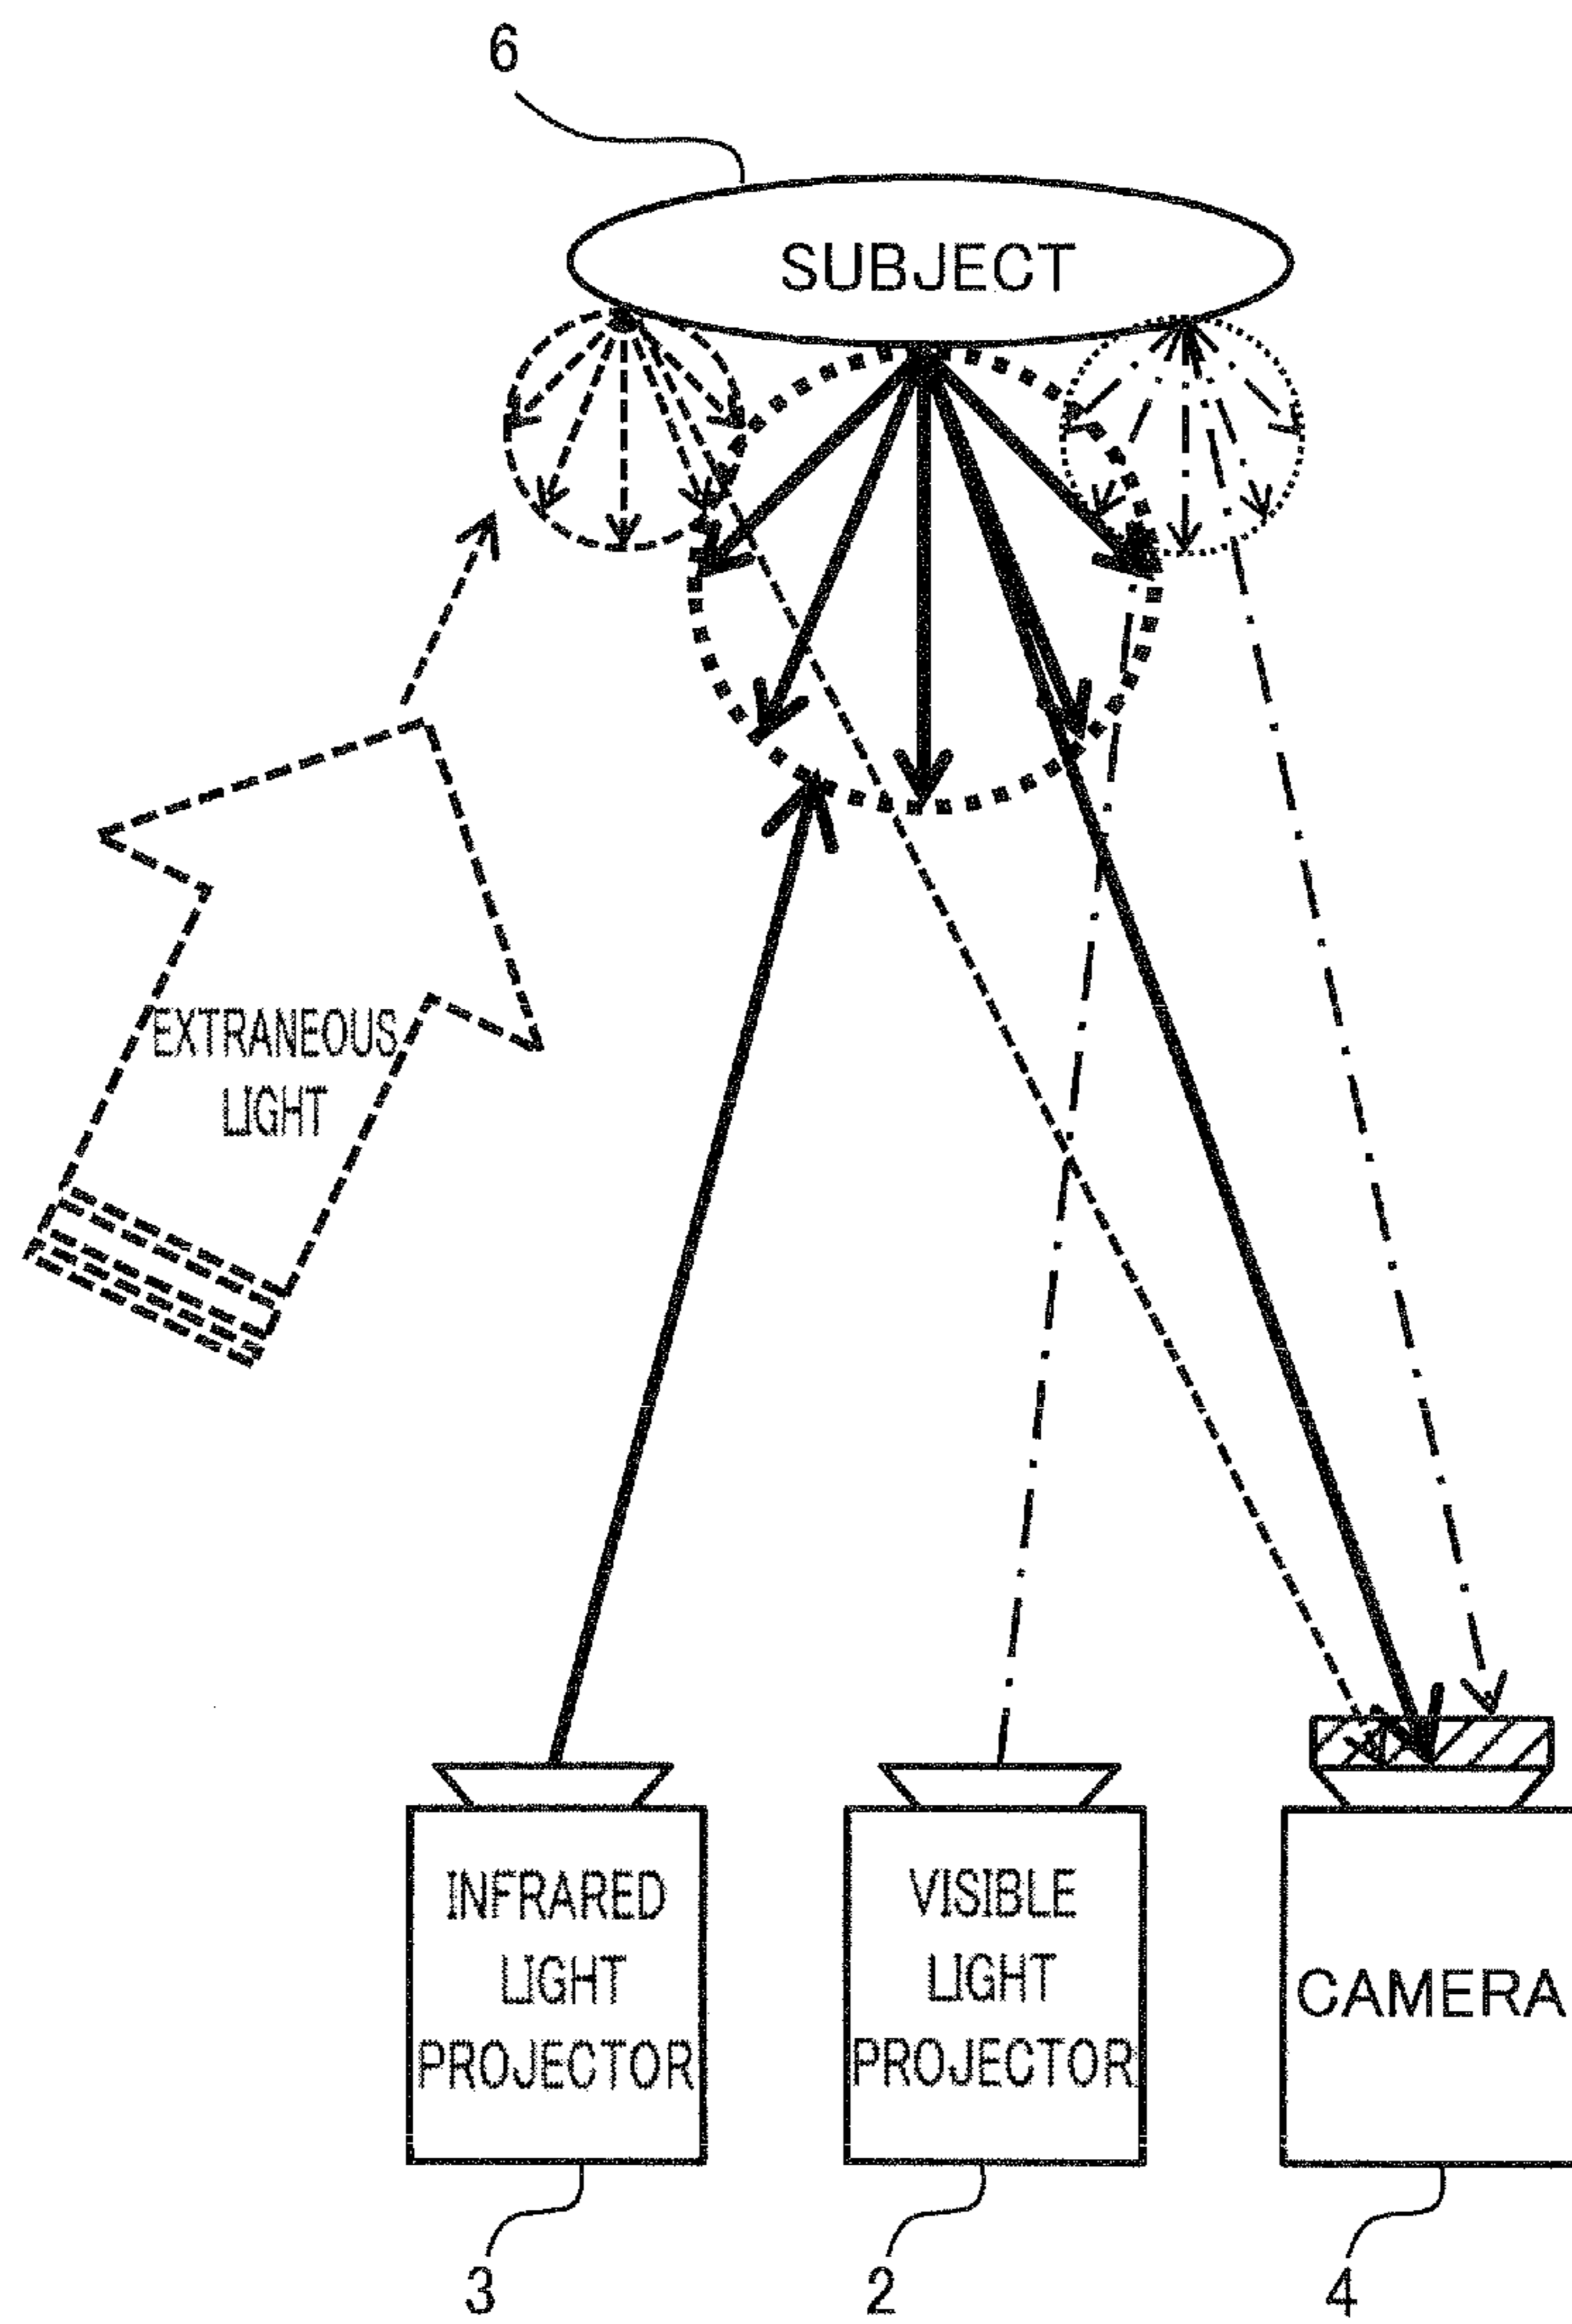 6
SUBJECT
EXTRANEOUS
LIGHT
INFRARED
LIGHT
PROJECTOR
VISIBLE
LIGHT
PROJECTOR
CAMERA
3
2
4